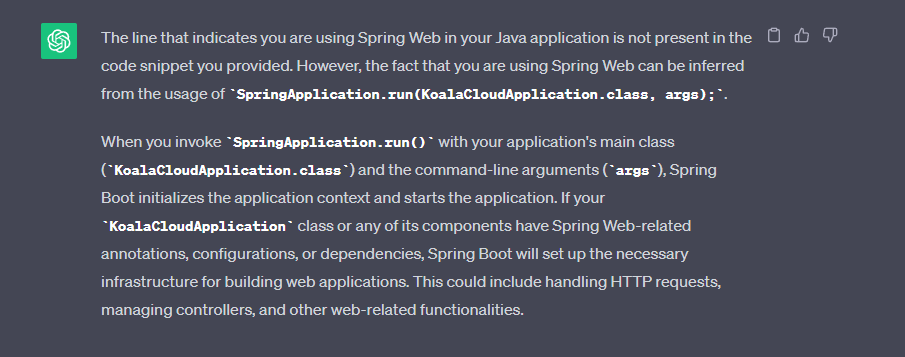 The line that indicates you are using Spring Web in your Java application is not present in the
code snippet you provided. However, the fact that you are using Spring Web can be inferred
from the usage of `SpringApplication.run(KoalaCloudApplication.class, args);`.
When you invoke `SpringApplication.run()` with your application's main class
(`KoalaCloudApplication.class`) and the command-line arguments (`args`), Spring
Boot initializes the application context and starts the application. If your
`KoalaCloudApplication` class or any of its components have Spring Web-related
annotations, configurations, or dependencies, Spring Boot will set up the necessary
infrastructure for building web applications. This could include handling HTTP requests,
managing controllers, and other web-related functionalities.